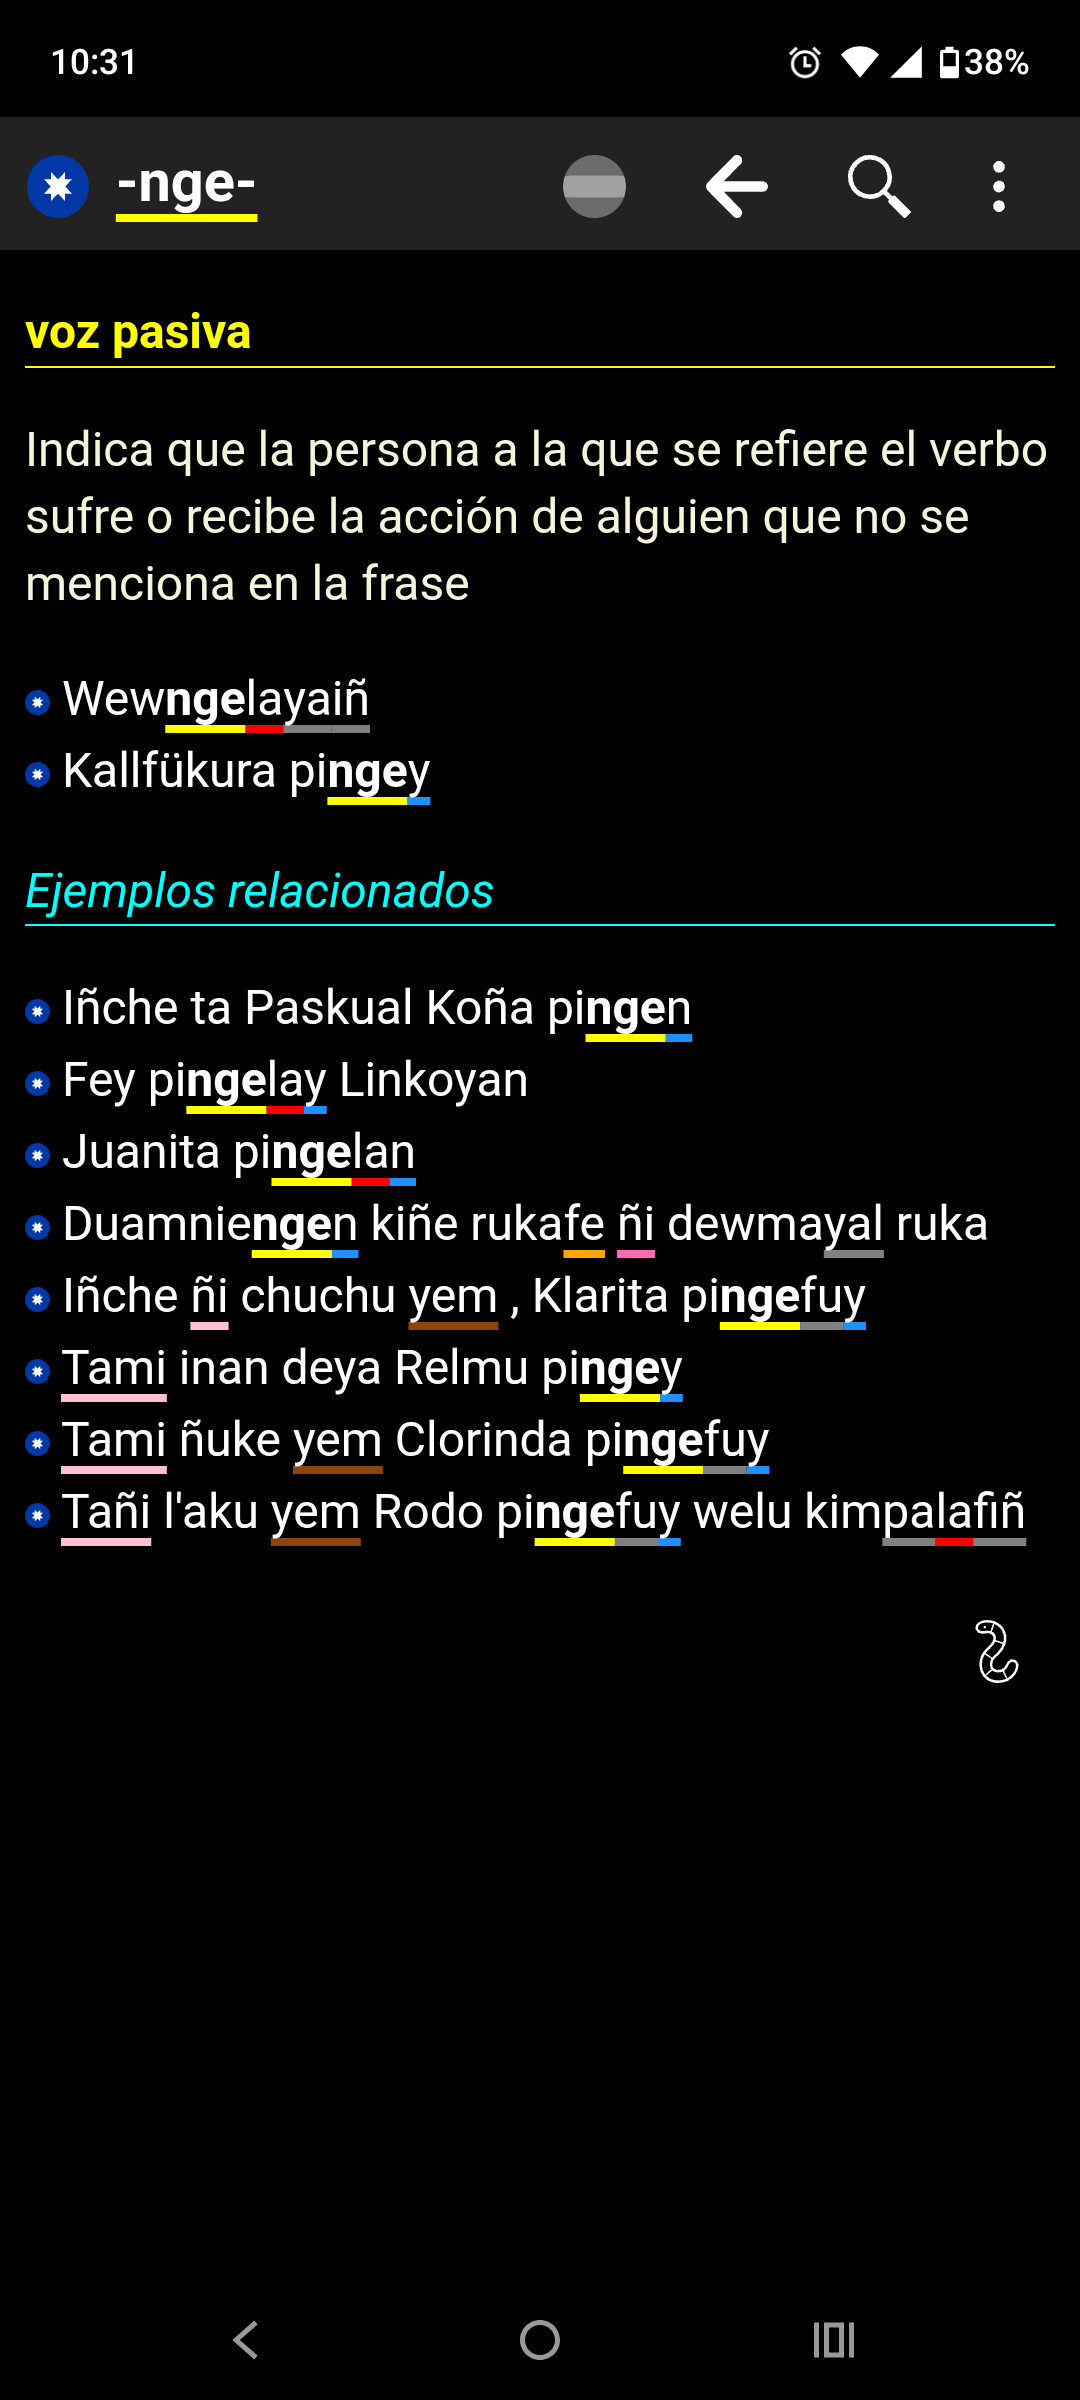 10:31
38%
-nge-
voz pasiva
Indica que la persona a la que se refiere el verbo
sufre o recibe la acción de alguien que no se
menciona en la frase
Wewngelayaiñ
Kallfükura pingey
Ejemplos relacionados
Iñche ta Paskual Koña pingen
Fey pingelay Linkoyan
Juanita pingelan
Duamniengen kiñe rukafe ñi dewmayal ruka
Iñche ñi chuchu yem , Klarita pingefuy
Tami inan deya Relmu pingey
Tami ñuke yem Clorinda pingefuy
Tañi l'aku yem Rodo pingefuy welu kimpalafiñ